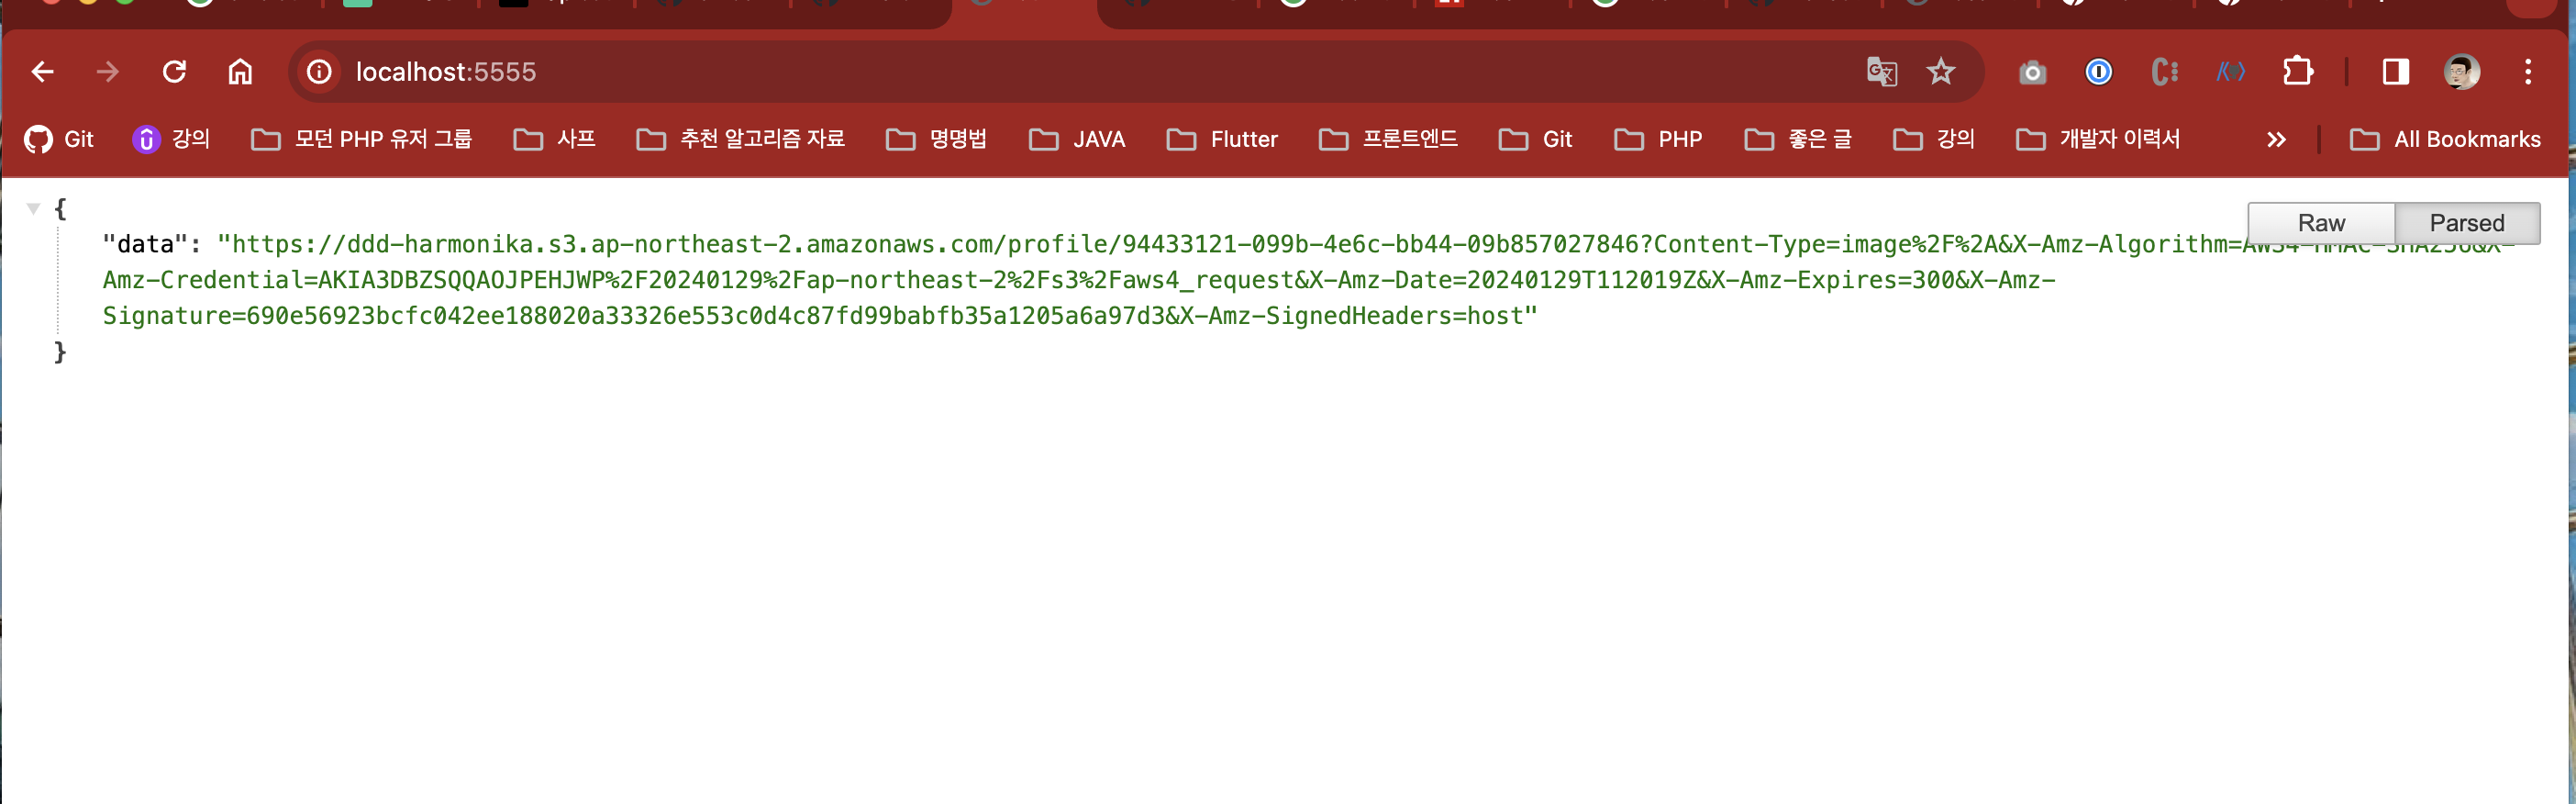 localhost:5555
Git 강의 모던 PHP 유저 그룹 사프 추천 알고리즘 자료 명명법 JAVA Flutter 프론트엔드 Git PHP 좋은 글 강의 개발자 이력서 All Bookmarks
Raw Parsed
{
"data": "https://ddd-harmonika.s3.ap-northeast-2.amazonaws.com/profile/94433121-099b-4e6c-bb44-09b857027846?Content-Type=image%2F%2A&X-Amz-Algorithm=AWS4-HMAC-SHA256&X-
Amz-Credential=AKIA3DBZSQQAOJPEHJWP%2F20240129%2Fap-northeast-2%2Fs3%2Faws4_request&X-Amz-Date=20240129T112019Z&X-Amz-Expires=300&X-Amz-
Signature=690e56923bcfc042ee188020a33326e553c0d4c87fd99babfb35a1205a6a97d3&X-Amz-SignedHeaders=host"
}